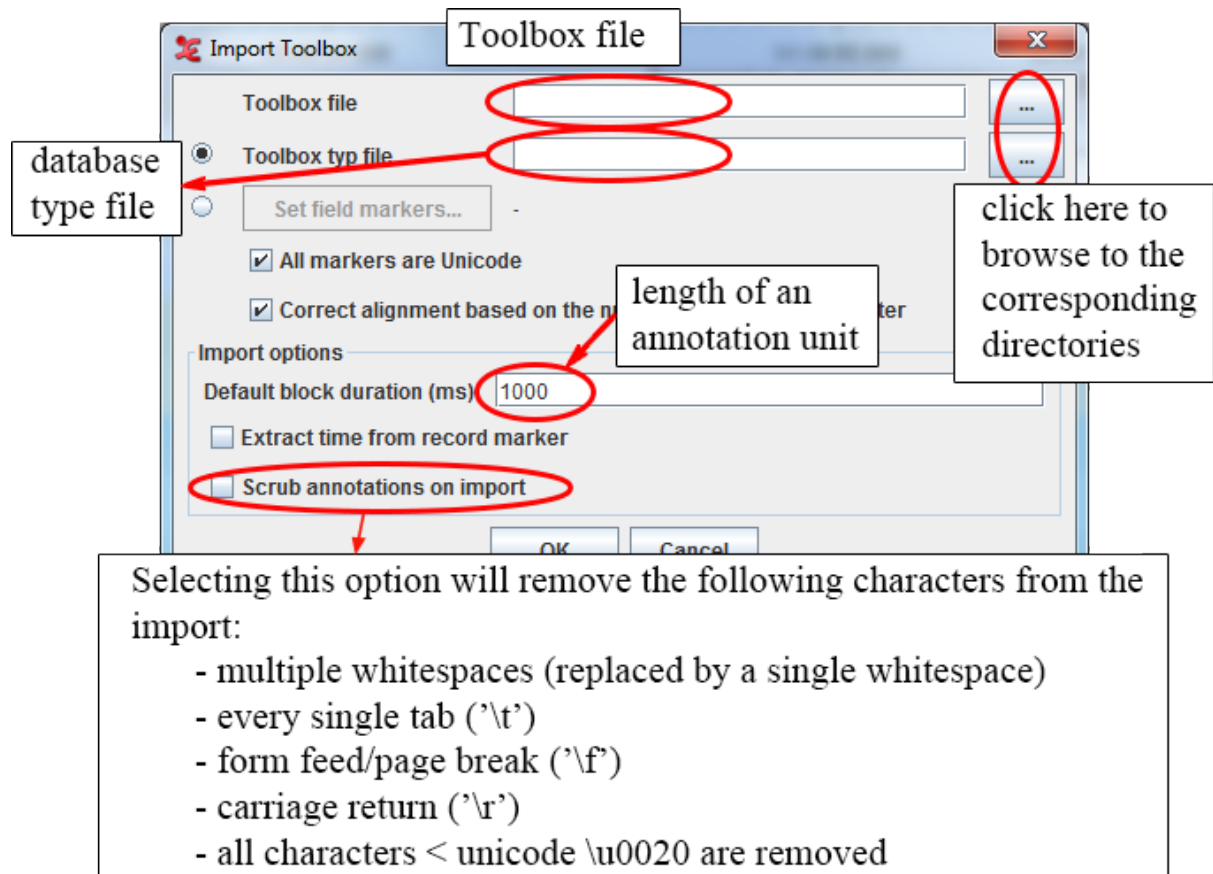 Import Toolbox
Toolbox file
Toolbox file
...
database
type file
Toolbox typ file
...
Set field markers...
-
click here to
browse to the
corresponding
directories
All markers are Unicode
length of an
annotation unit
Correct alignment based on the
Import options
Default block duration (ms)
1000
Extract time from record marker
Scrub annotations on import
OK
Cancel
Selecting this option will remove the following characters from the
import:
- multiple whitespaces (replaced by a single whitespace)
- every single tab ('\t')
- form feed/page break ('\f')
- carriage return ('\r')
- all characters < unicode \u0020 are removed